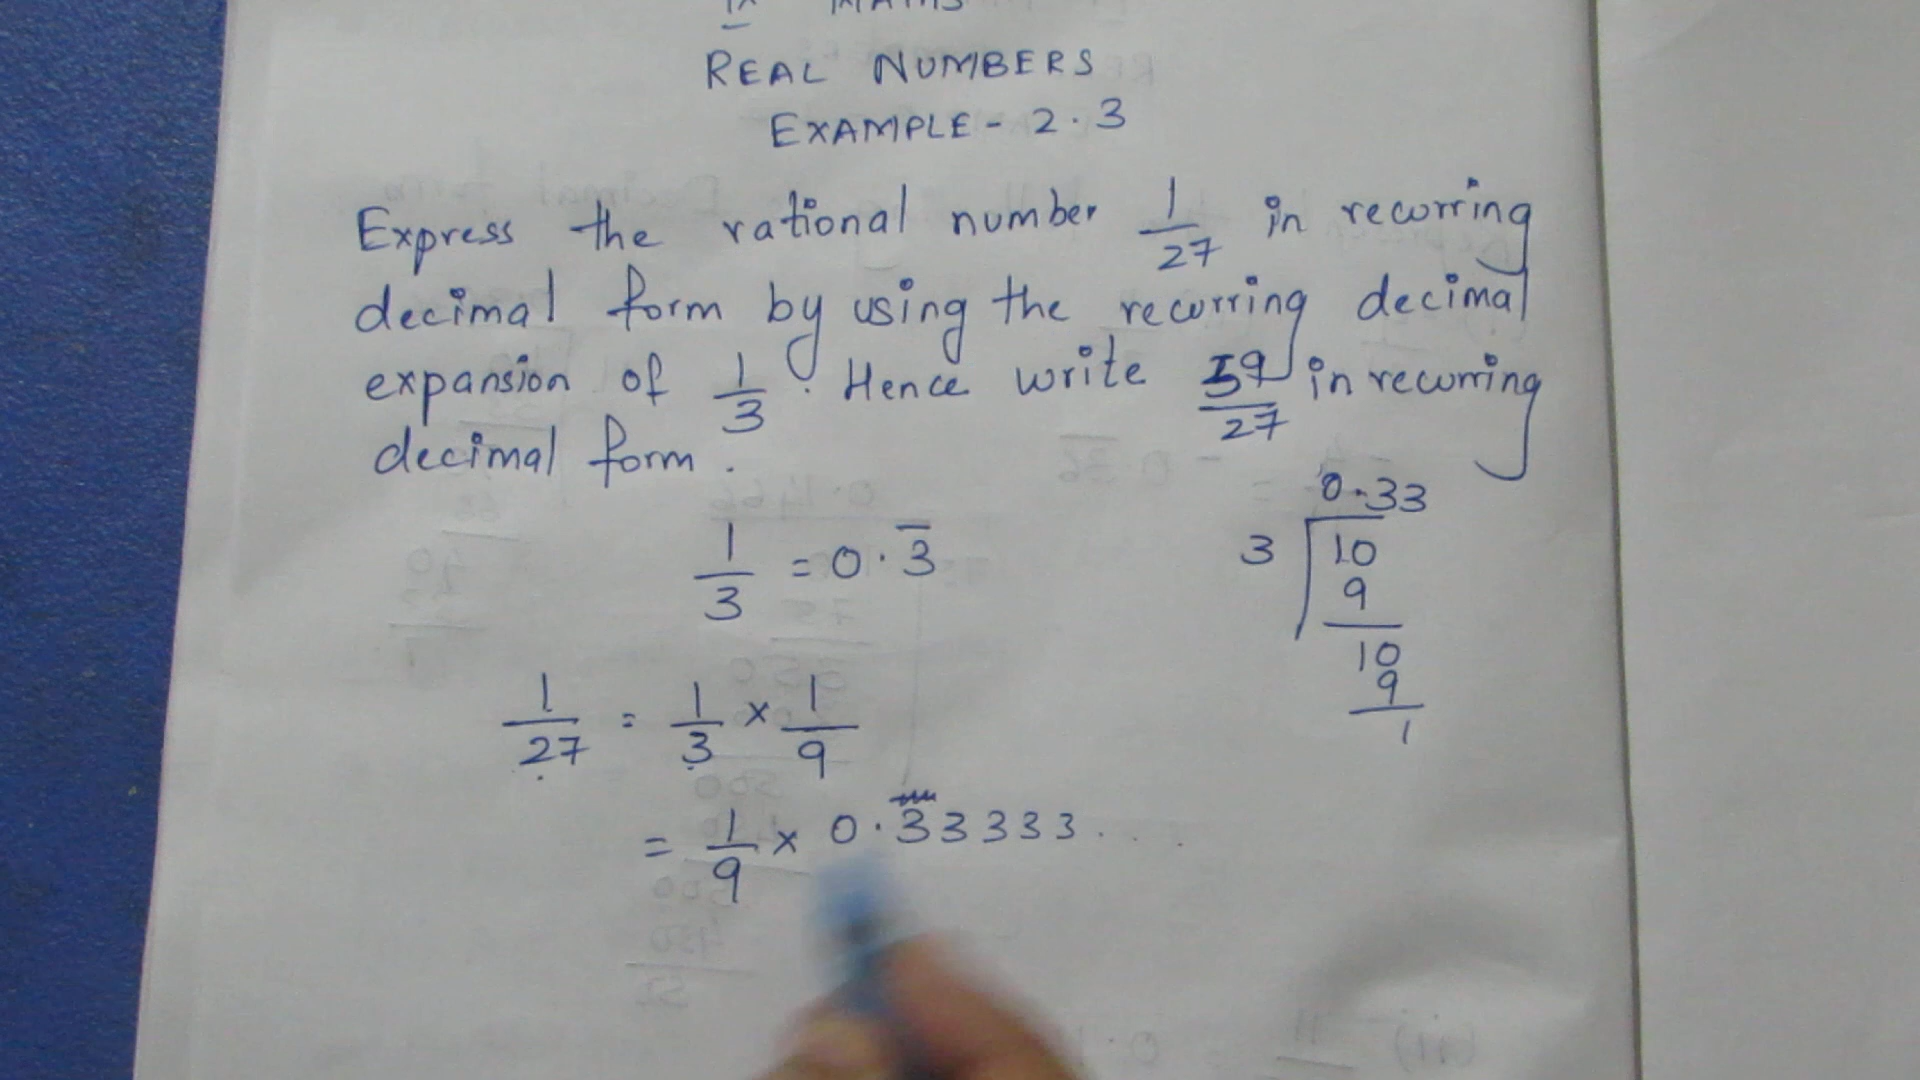 IX MATHS
REAL NUMBERS
EXAMPLE - 2.3
Express the rational number 1/27 in recurring
decimal form by using the recurring decimal
expansion of 1/3. Hence write 59/27 in recurring
decimal form.
0.33
1/3 = 0.3̅
3 10
9
10
9
1
1/27 = 1/3 × 1/9
= 1/9 × 0.33333...